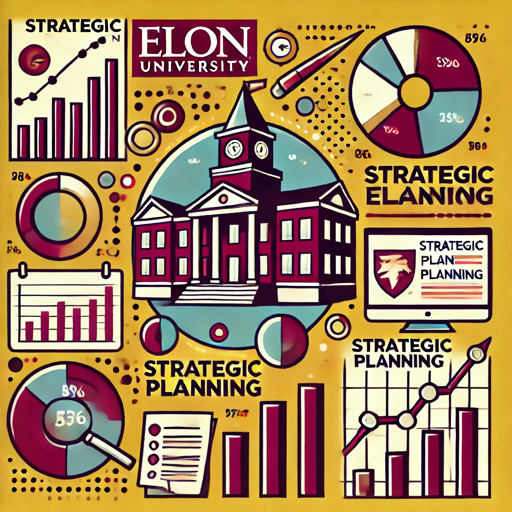 STRATEGIC
N
ELON
UNIVERSITY
896
STRATEGIC
ELANNING
STRATEGIC
PLAN
PLANNING
STRATEGIC
PLANNING
STRATEGIC
PLANNING